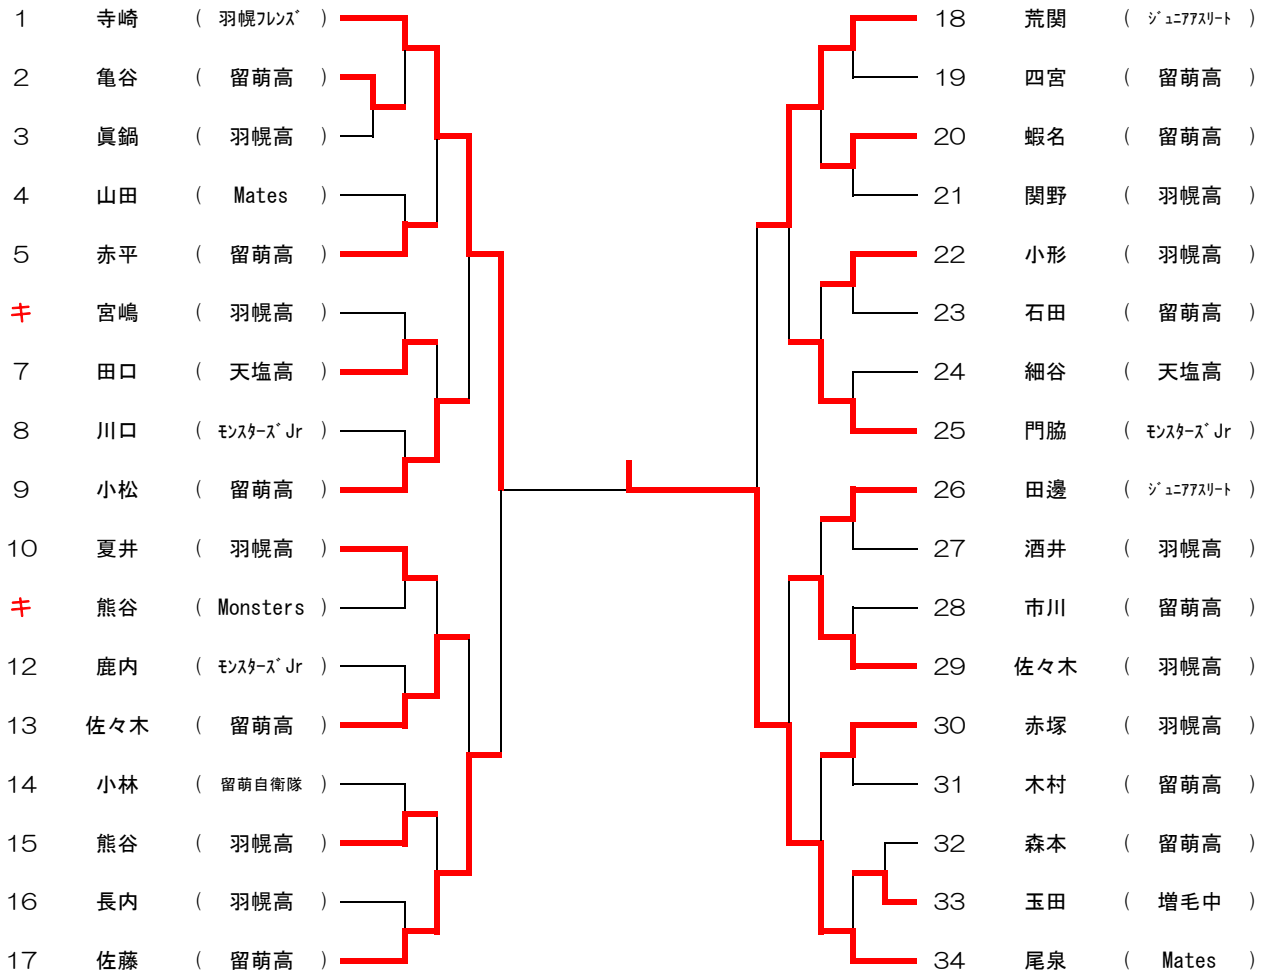 1 寺崎 ( 羽幌ﾌﾚﾝｽﾞ )
2 亀谷 ( 留萌高 )
3 眞鍋 ( 羽幌高 )
4 山田 ( Mates )
5 赤平 ( 留萌高 )
キ 宮嶋 ( 羽幌高 )
7 田口 ( 天塩高 )
8 川口 ( ﾓﾝｽﾀｰｽﾞJr )
9 小松 ( 留萌高 )
10 夏井 ( 羽幌高 )
キ 熊谷 ( Monsters )
12 鹿内 ( ﾓﾝｽﾀｰｽﾞJr )
13 佐々木 ( 留萌高 )
14 小林 ( 留萌自衛隊 )
15 熊谷 ( 羽幌高 )
16 長内 ( 羽幌高 )
17 佐藤 ( 留萌高 )
18 荒関 ( ｼﾞｭﾆｱｱｽﾘｰﾄ )
19 四宮 ( 留萌高 )
20 蝦名 ( 留萌高 )
21 関野 ( 羽幌高 )
22 小形 ( 羽幌高 )
23 石田 ( 留萌高 )
24 細谷 ( 天塩高 )
25 門脇 ( ﾓﾝｽﾀｰｽﾞJr )
26 田邊 ( ｼﾞｭﾆｱｱｽﾘｰﾄ )
27 酒井 ( 羽幌高 )
28 市川 ( 留萌高 )
29 佐々木 ( 羽幌高 )
30 赤塚 ( 羽幌高 )
31 木村 ( 留萌高 )
32 森本 ( 留萌高 )
33 玉田 ( 増毛中 )
34 尾泉 ( Mates )